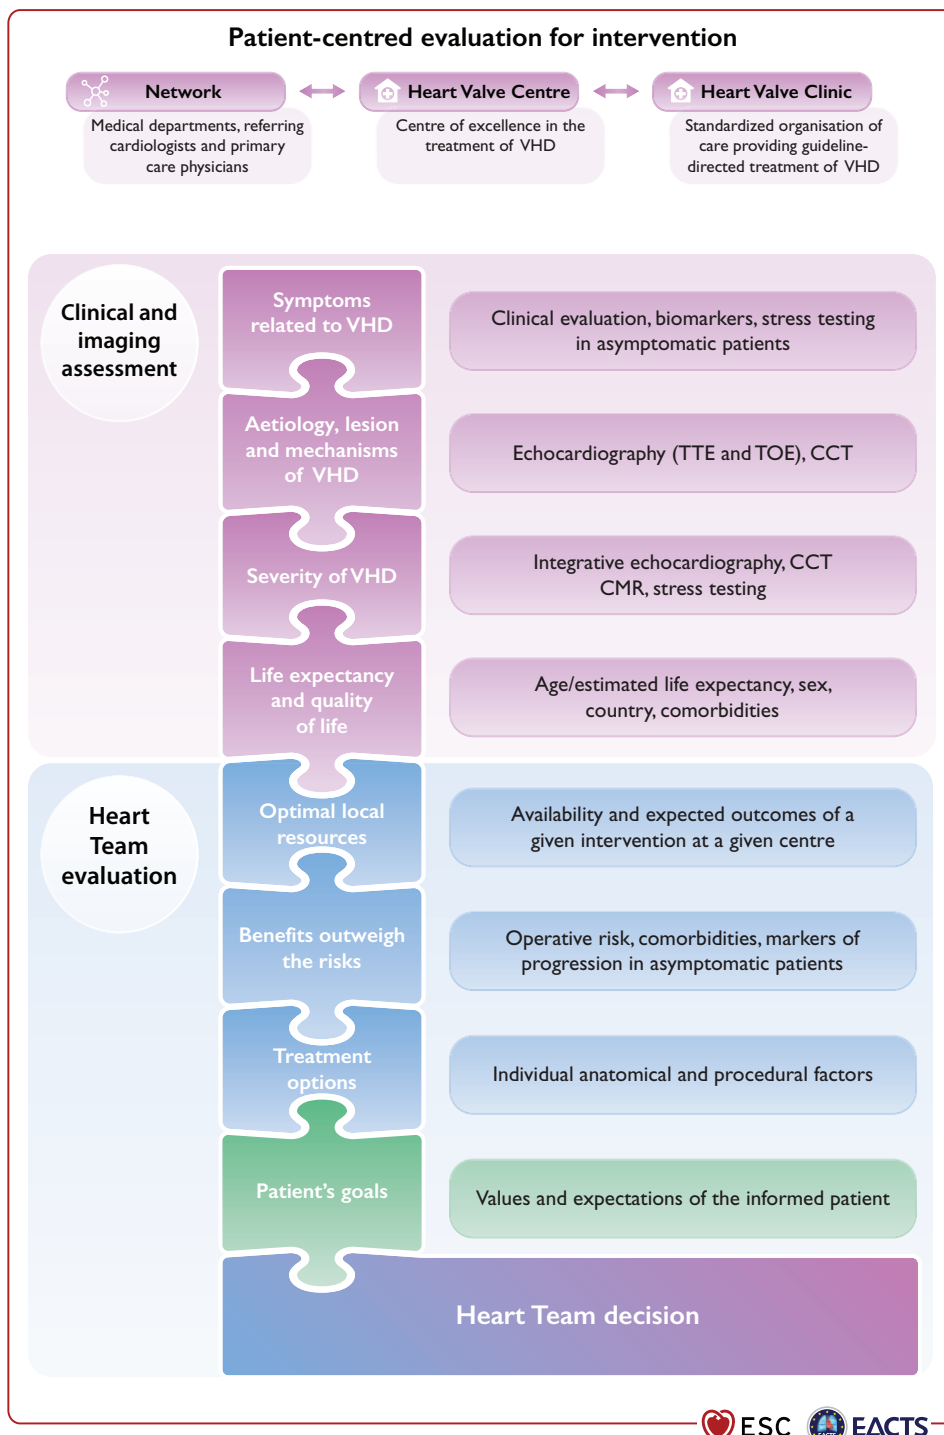 Patient-centred evaluation for intervention
Network
Medical departments, referring
cardiologists and primary
care physicians
Heart Valve Centre
Centre of excellence in the
treatment of VHD
Heart Valve Clinic
Standardized organisation of
care providing guideline-
directed treatment of VHD
Clinical and
imaging
assessment
Symptoms
related to VHD
Clinical evaluation, biomarkers, stress testing
in asymptomatic patients
Aetiology, lesion
and mechanisms
of VHD
Echocardiography (TTE and TOE), CCT
Severity of VHD
Integrative echocardiography, CCT
CMR, stress testing
Life expectancy
and quality
of life
Age/estimated life expectancy, sex,
country, comorbidities
Heart
Team
evaluation
Optimal local
resources
Availability and expected outcomes of a
given intervention at a given centre
Benefits outweigh
the risks
Operative risk, comorbidities, markers of
progression in asymptomatic patients
Treatment
options
Individual anatomical and procedural factors
Patient's goals
Values and expectations of the informed patient
Heart Team decision
ESC
EACTS